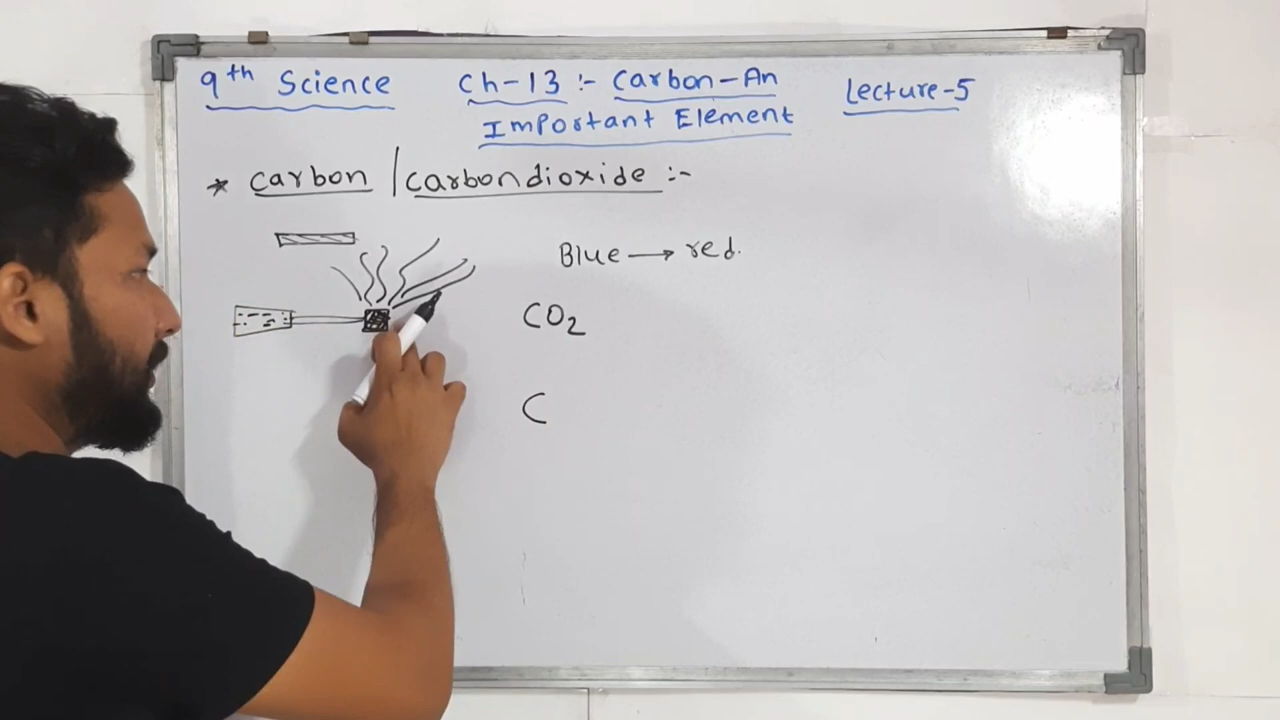 9th Science Ch-13 :- Carbon-An Lecture-5
Important Element
* carbon / carbondioxide :-
Blue → red.
CO₂
C